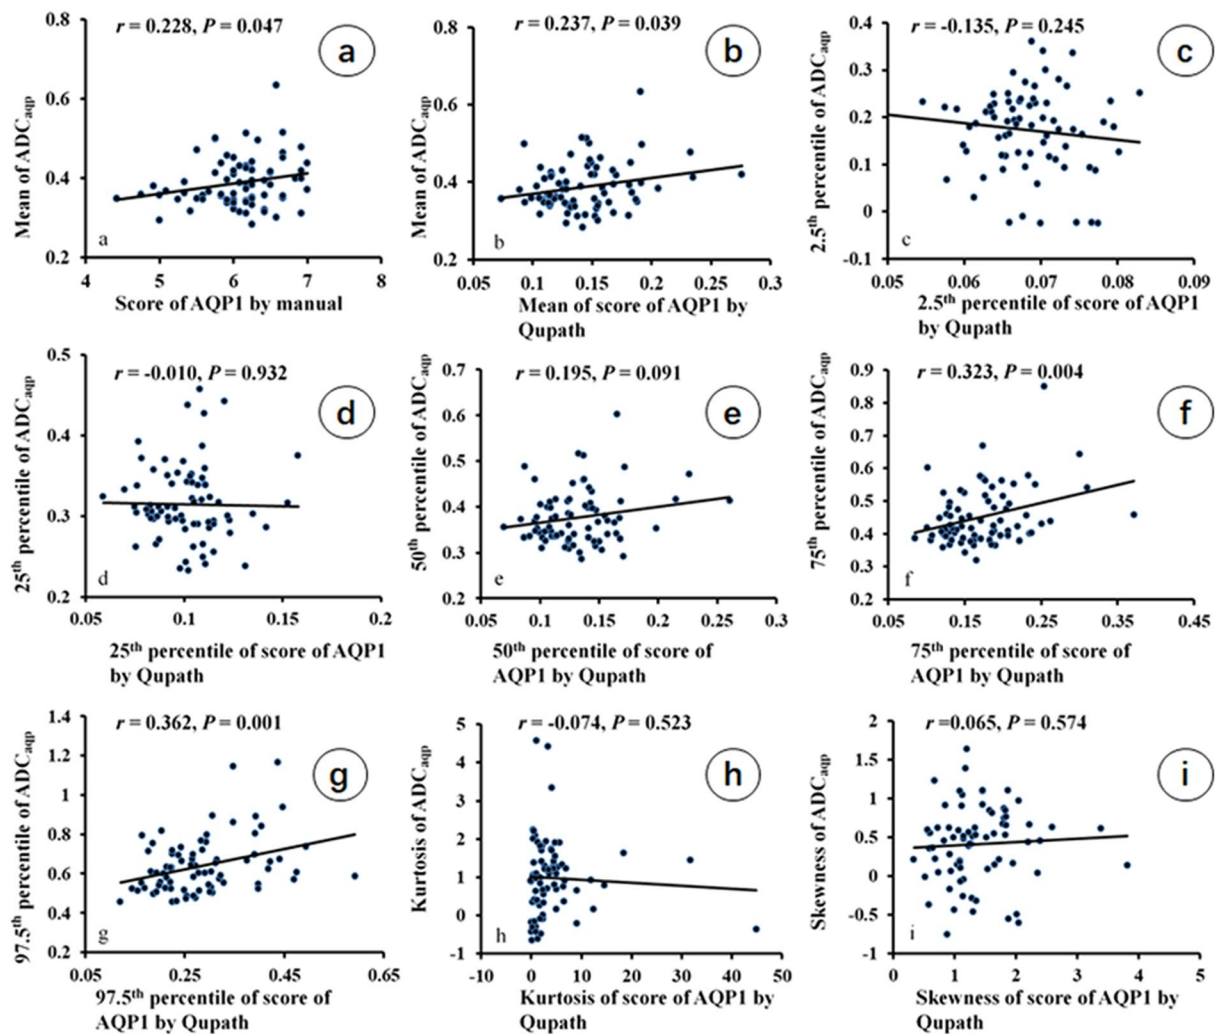 r = 0.228, P = 0.047
a
Mean of ADCaqp
0.8
0.6
0.4
0.2
a
4 5 6 7 8
Score of AQP1 by manual
r = 0.237, P = 0.039
b
Mean of ADCaqp
0.8
0.7
0.6
0.5
0.4
0.3
0.2
b
0.05 0.1 0.15 0.2 0.25 0.3
Mean of score of AQP1 by
Qupath
r = -0.135, P = 0.245
c
2.5th percentile of ADCaqp
0.4
0.3
0.2
0.1
0
-0.1
c
0.05 0.06 0.07 0.08 0.09
2.5th percentile of score of AQP1
by Qupath
r = -0.010, P = 0.932
d
25th percentile of ADCaqp
0.5
0.4
0.3
0.2
d
0.05 0.1 0.15 0.2
25th percentile of score of AQP1
by Qupath
r = 0.195, P = 0.091
e
50th percentile of ADCaqp
0.7
0.6
0.5
0.4
0.3
0.2
e
0.05 0.1 0.15 0.2 0.25 0.3
50th percentile of score of
AQP1 by Qupath
r = 0.323, P = 0.004
f
75th percentile of ADCaqp
0.9
0.8
0.7
0.6
0.5
0.4
0.3
0.2
f
0.05 0.15 0.25 0.35 0.45
75th percentile of score of
AQP1 by Qupath
r = 0.362, P = 0.001
g
97.5th percentile of ADCaqp
1.4
1.2
1
0.8
0.6
0.4
0.2
g
0.05 0.25 0.45 0.65
97.5th percentile of score of
AQP1 by Qupath
r = -0.074, P = 0.523
h
Kurtosis of ADCaqp
5
4
3
2
1
0
-1
h
-10 0 10 20 30 40 50
Kurtosis of score of AQP1 by
Qupath
r =0.065, P = 0.574
i
Skewness of ADCaqp
2
1.5
1
0.5
0
-0.5
-1
i
0 1 2 3 4 5
Skewness of score of AQP1 by
Qupath